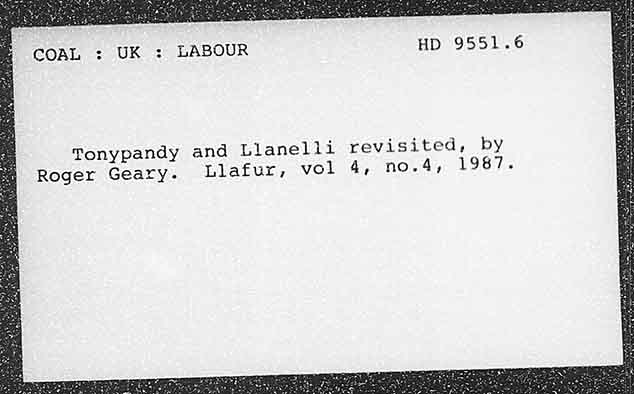 COAL : UK : LABOUR HD 9551.6
Tonypandy and Llanelli revisited, by
Roger Geary. Llafur, vol 4, no.4, 1987.